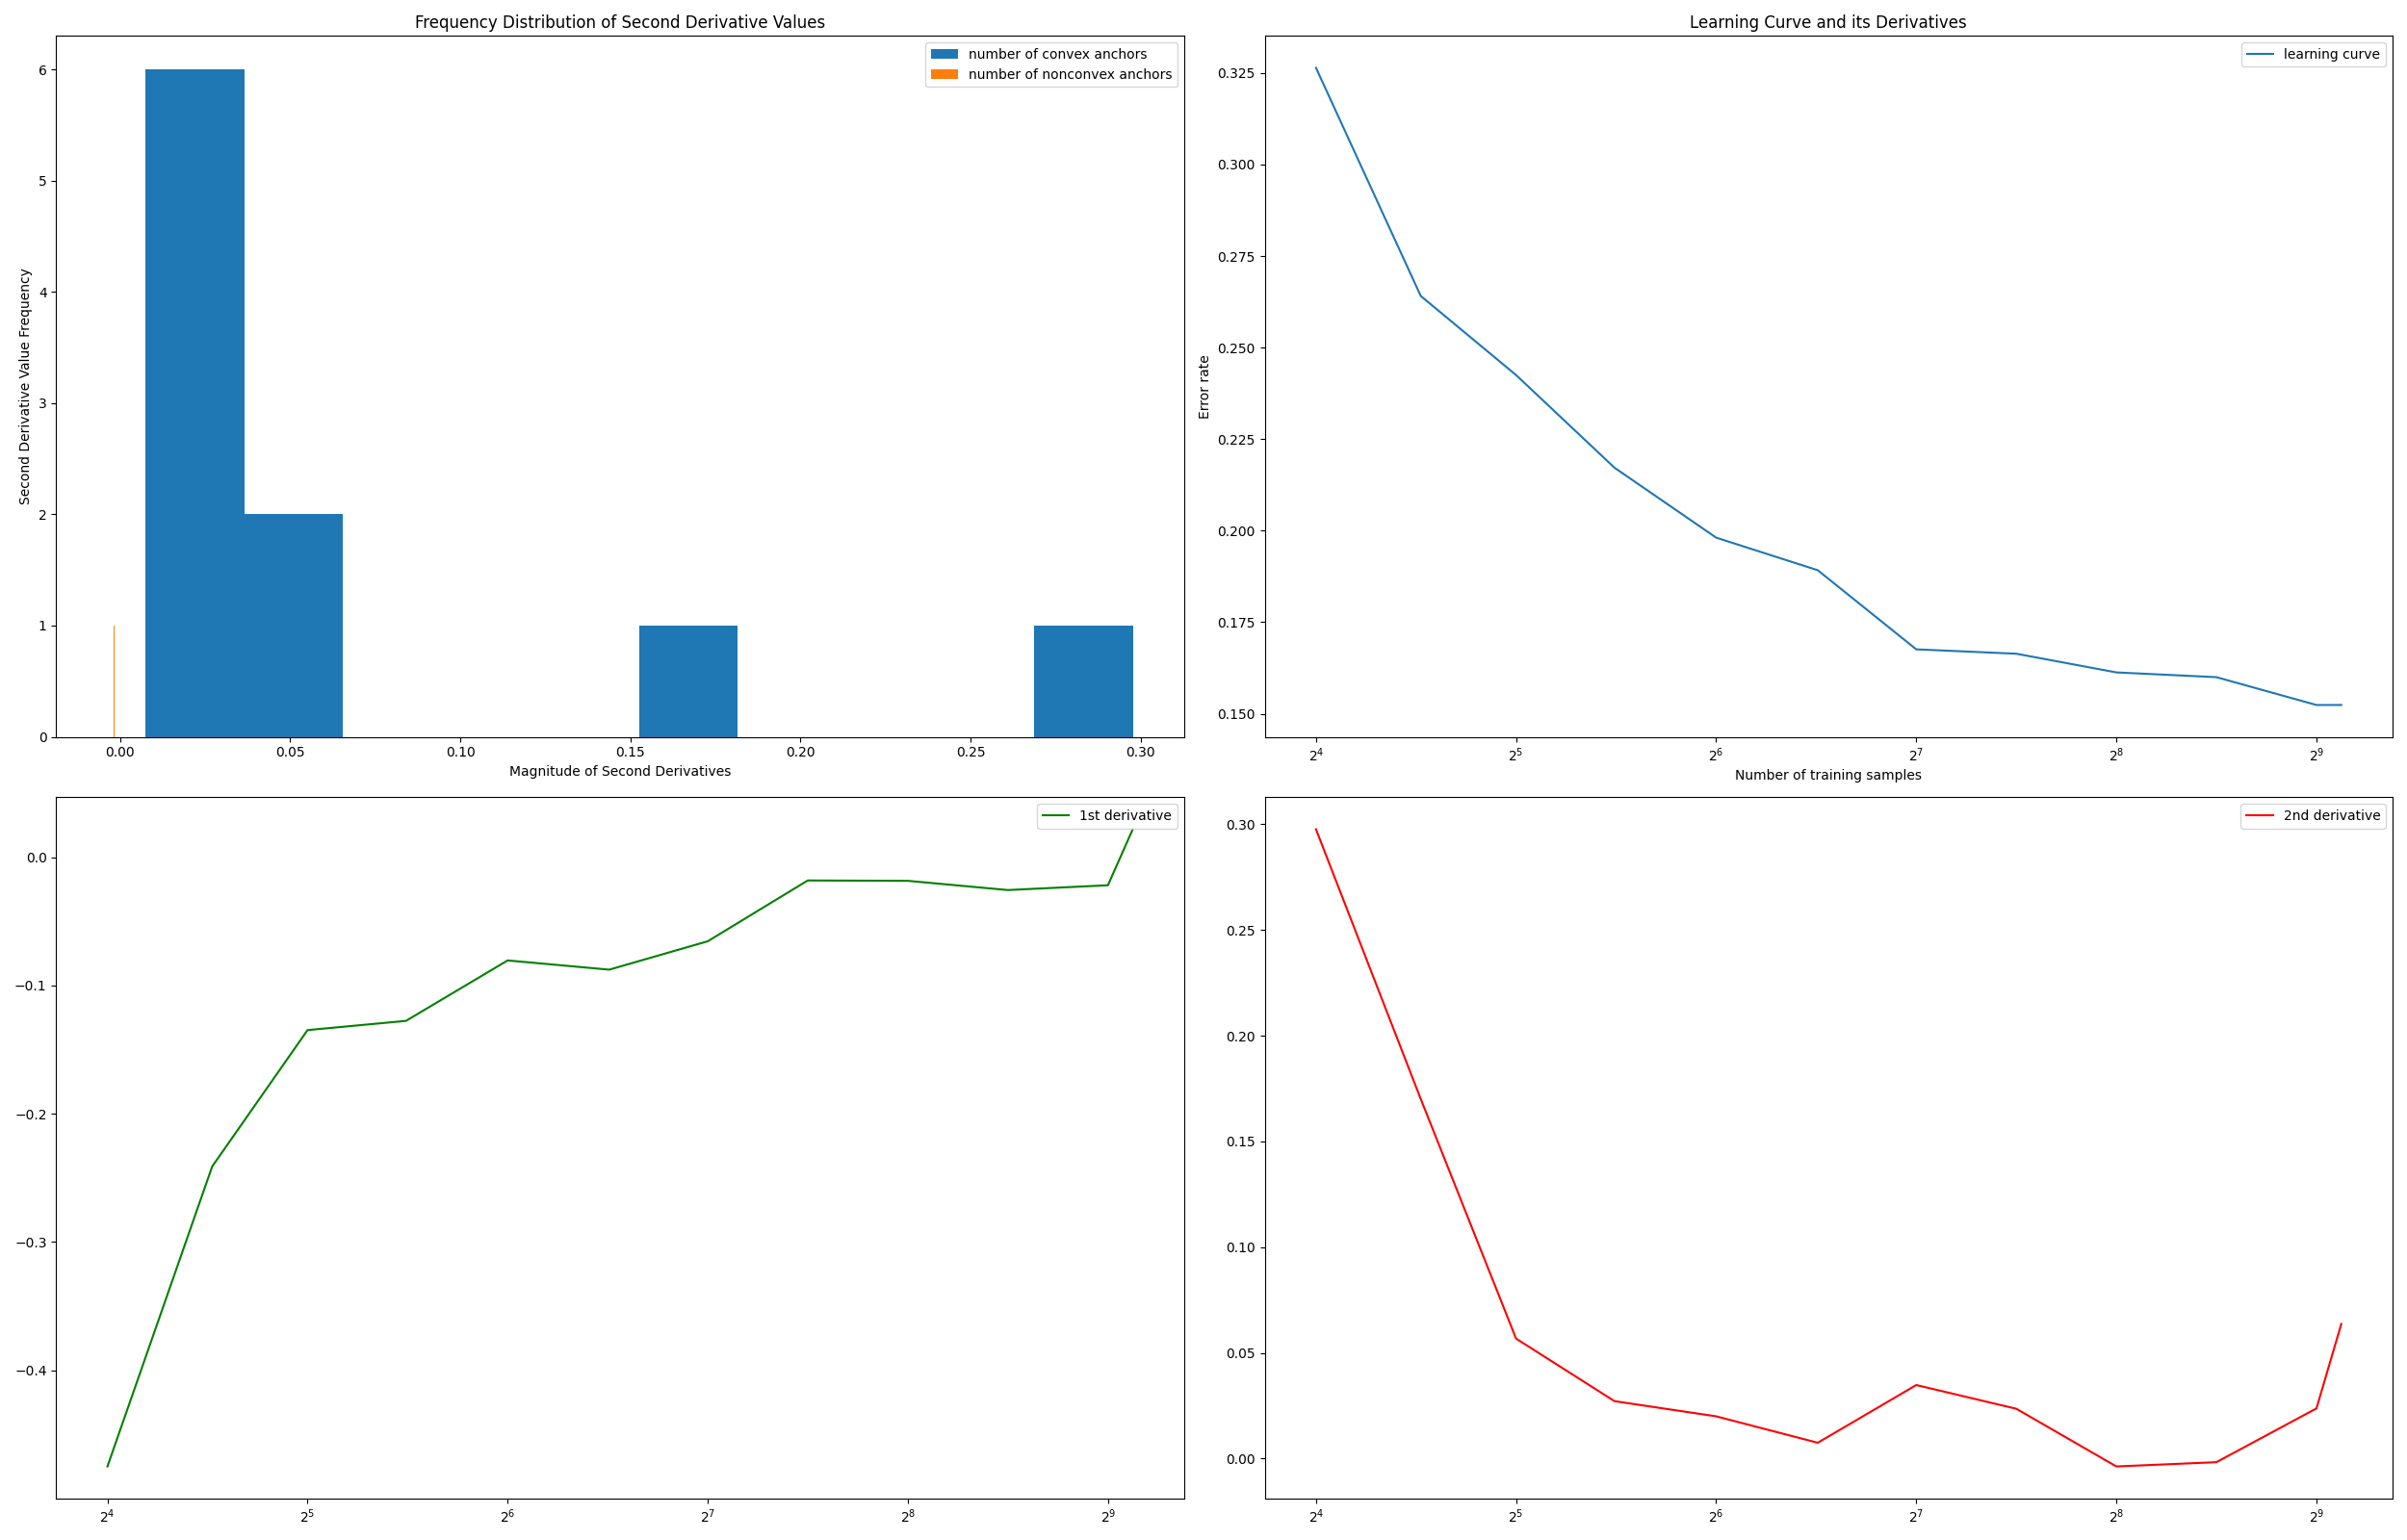 Frequency Distribution of Second Derivative Values
number of convex anchors
number of nonconvex anchors
Second Derivative Value Frequency
6
5
4
3
2
1
0
0.00 0.05 0.10 0.15 0.20 0.25 0.30
Magnitude of Second Derivatives
Learning Curve and its Derivatives
learning curve
Error rate
0.325
0.300
0.275
0.250
0.225
0.200
0.175
0.150
2⁴ 2⁵ 2⁶ 2⁷ 2⁸ 2⁹
Number of training samples
1st derivative
0.0
−0.1
−0.2
−0.3
−0.4
2⁴ 2⁵ 2⁶ 2⁷ 2⁸ 2⁹
2nd derivative
0.30
0.25
0.20
0.15
0.10
0.05
0.00
2⁴ 2⁵ 2⁶ 2⁷ 2⁸ 2⁹